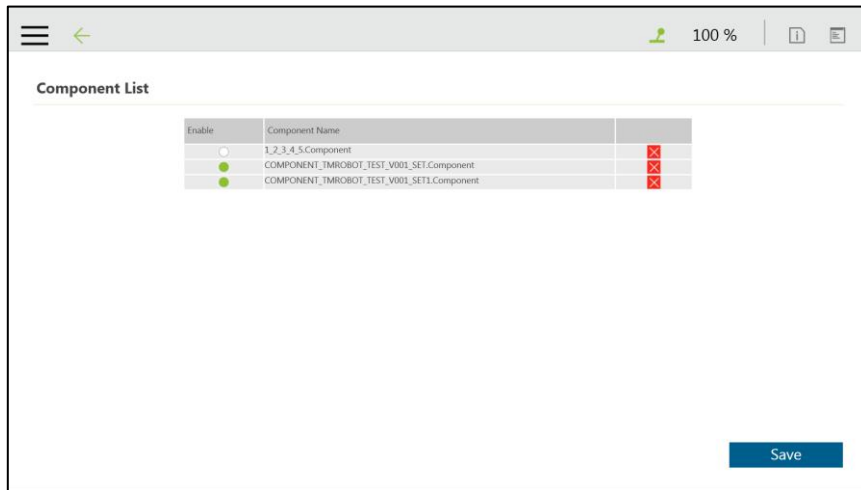 100 %
Component List
Enable Component Name
1_2_3_4_5.Component
COMPONENT_TMROBOT_TEST_V001_SET.Component
COMPONENT_TMROBOT_TEST_V001_SET1.Component
Save